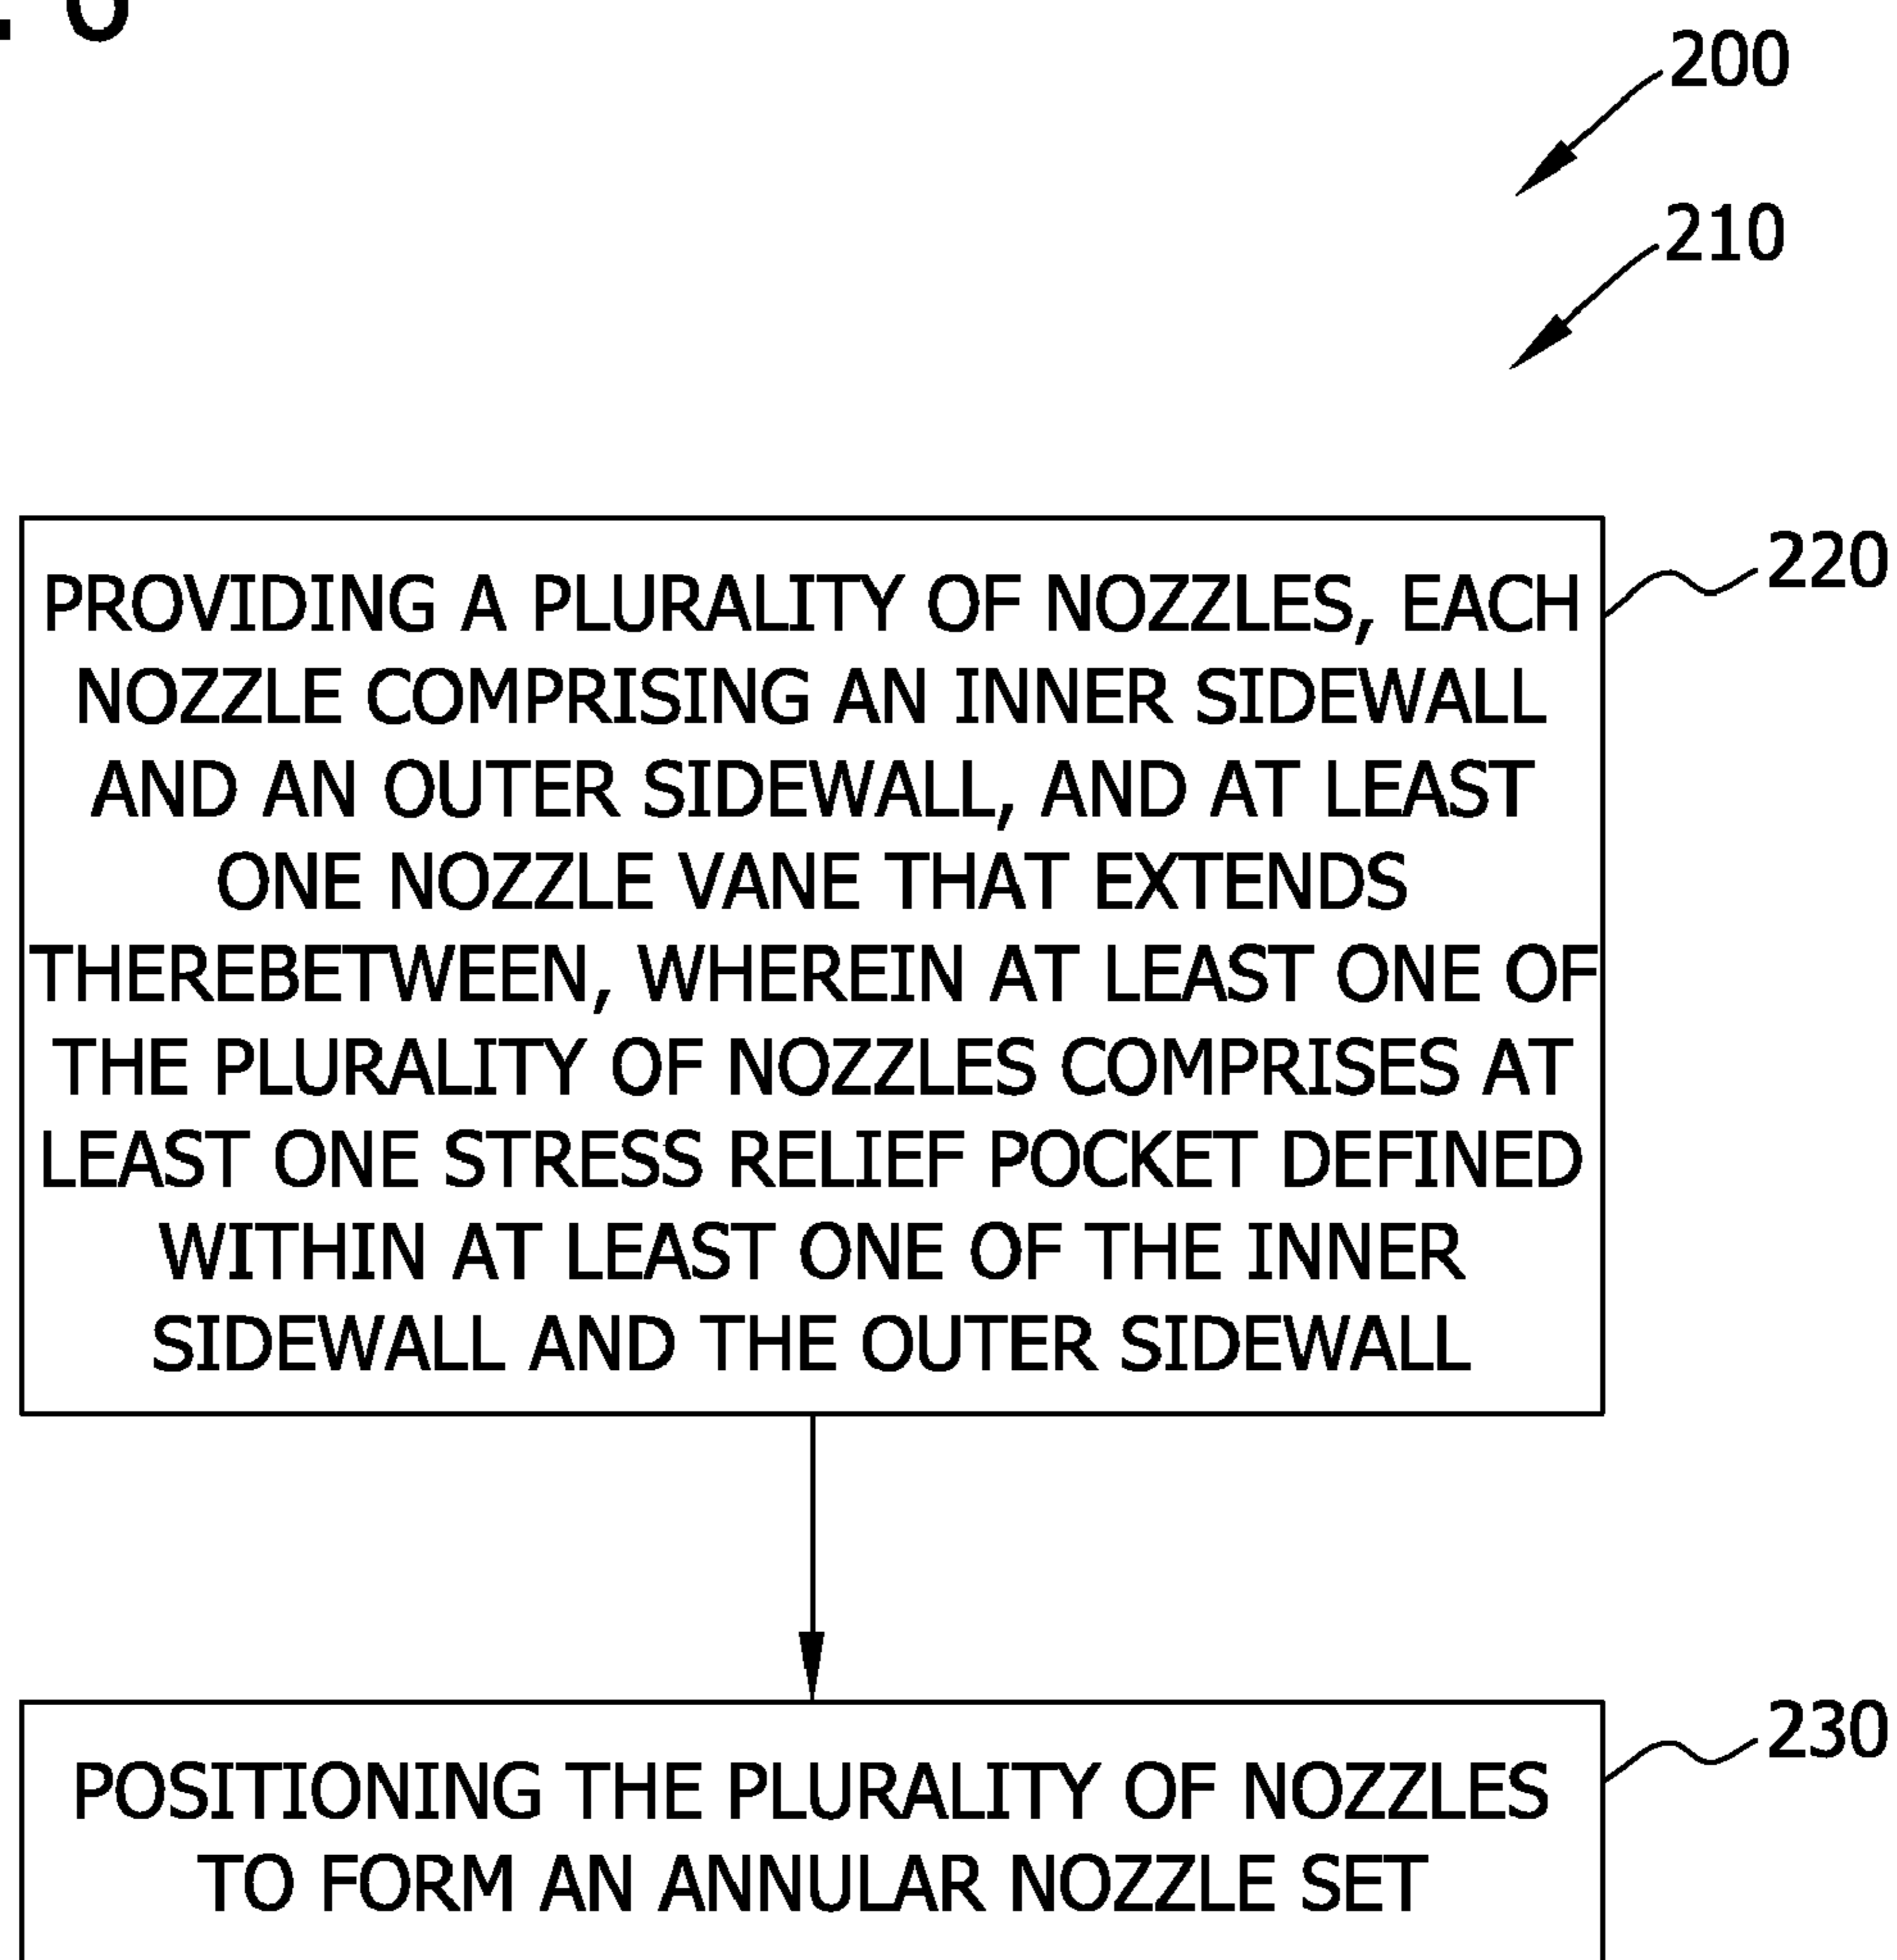 200
210
220
PROVIDING A PLURALITY OF NOZZLES, EACH
NOZZLE COMPRISING AN INNER SIDEWALL
AND AN OUTER SIDEWALL, AND AT LEAST
ONE NOZZLE VANE THAT EXTENDS
THEREBETWEEN, WHEREIN AT LEAST ONE OF
THE PLURALITY OF NOZZLES COMPRISES AT
LEAST ONE STRESS RELIEF POCKET DEFINED
WITHIN AT LEAST ONE OF THE INNER
SIDEWALL AND THE OUTER SIDEWALL
230
POSITIONING THE PLURALITY OF NOZZLES
TO FORM AN ANNULAR NOZZLE SET